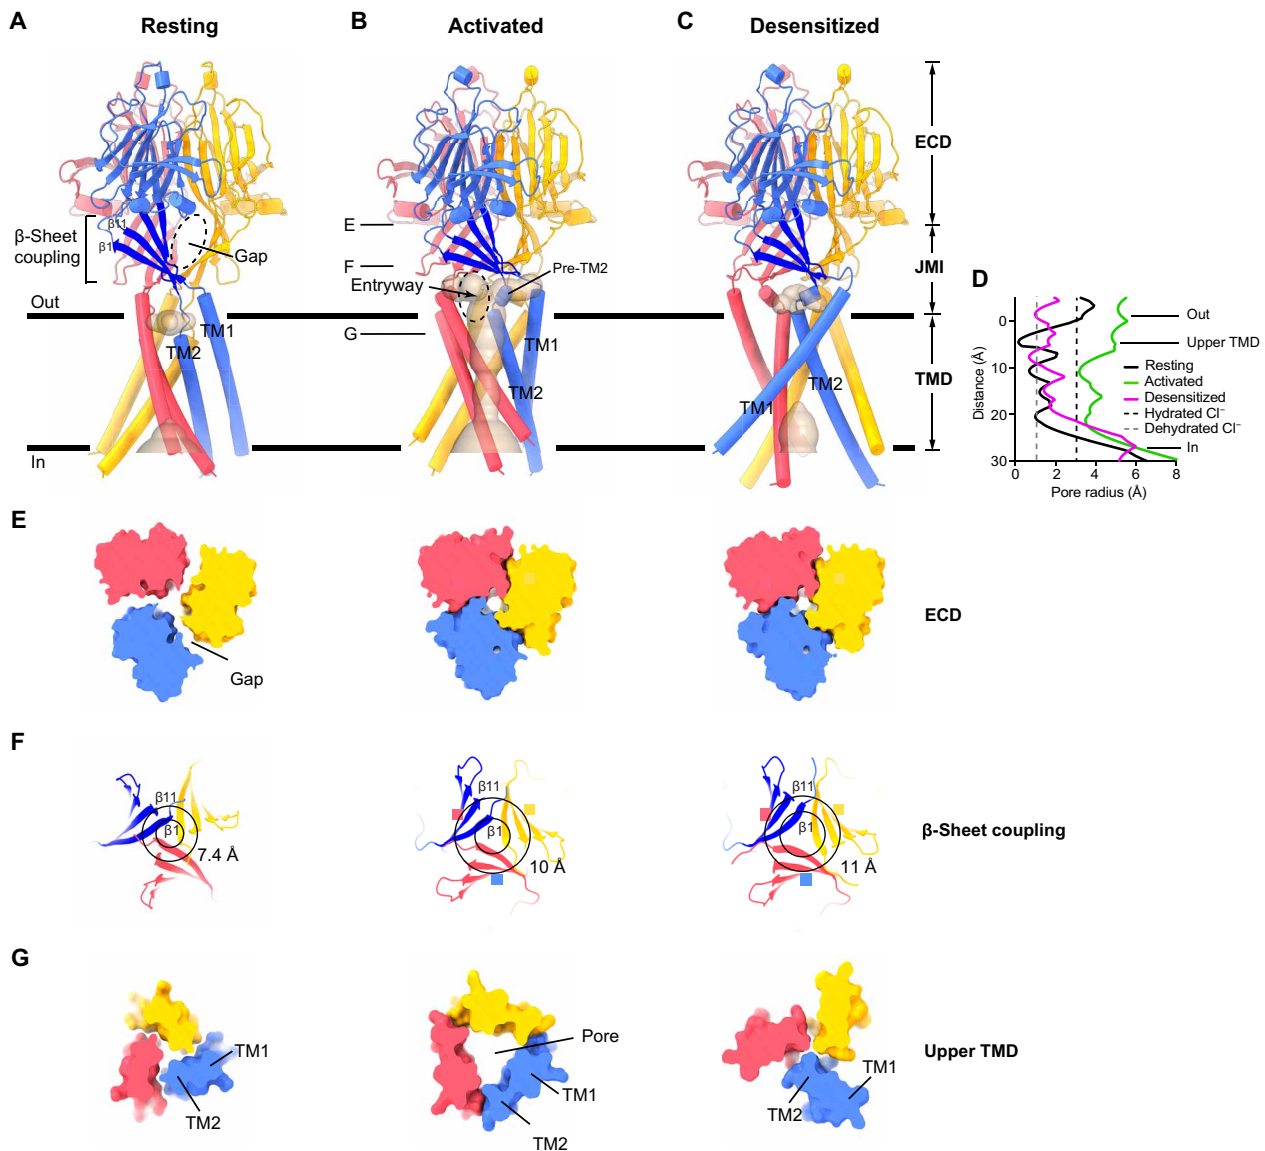 A
Resting
B
Activated
C
Desensitized
ECD
JMI
TMD
β-Sheet
coupling
β11
β1
Gap
Out
TM1
TM2
In
E
F
Entryway
G
Pre-TM2
TM1
TM2
TM1
TM2
D
Out
Upper TMD
Resting
Activated
Desensitized
Hydrated Cl⁻
Dehydrated Cl⁻
In
Distance (Å)
0
10
20
30
0 2 4 6 8
Pore radius (Å)
E
Gap
ECD
F
β11
β1
7.4 Å
β11
β1
10 Å
β11
β1
11 Å
β-Sheet coupling
G
TM1
TM2
Pore
TM1
TM2
TM1
TM2
Upper TMD